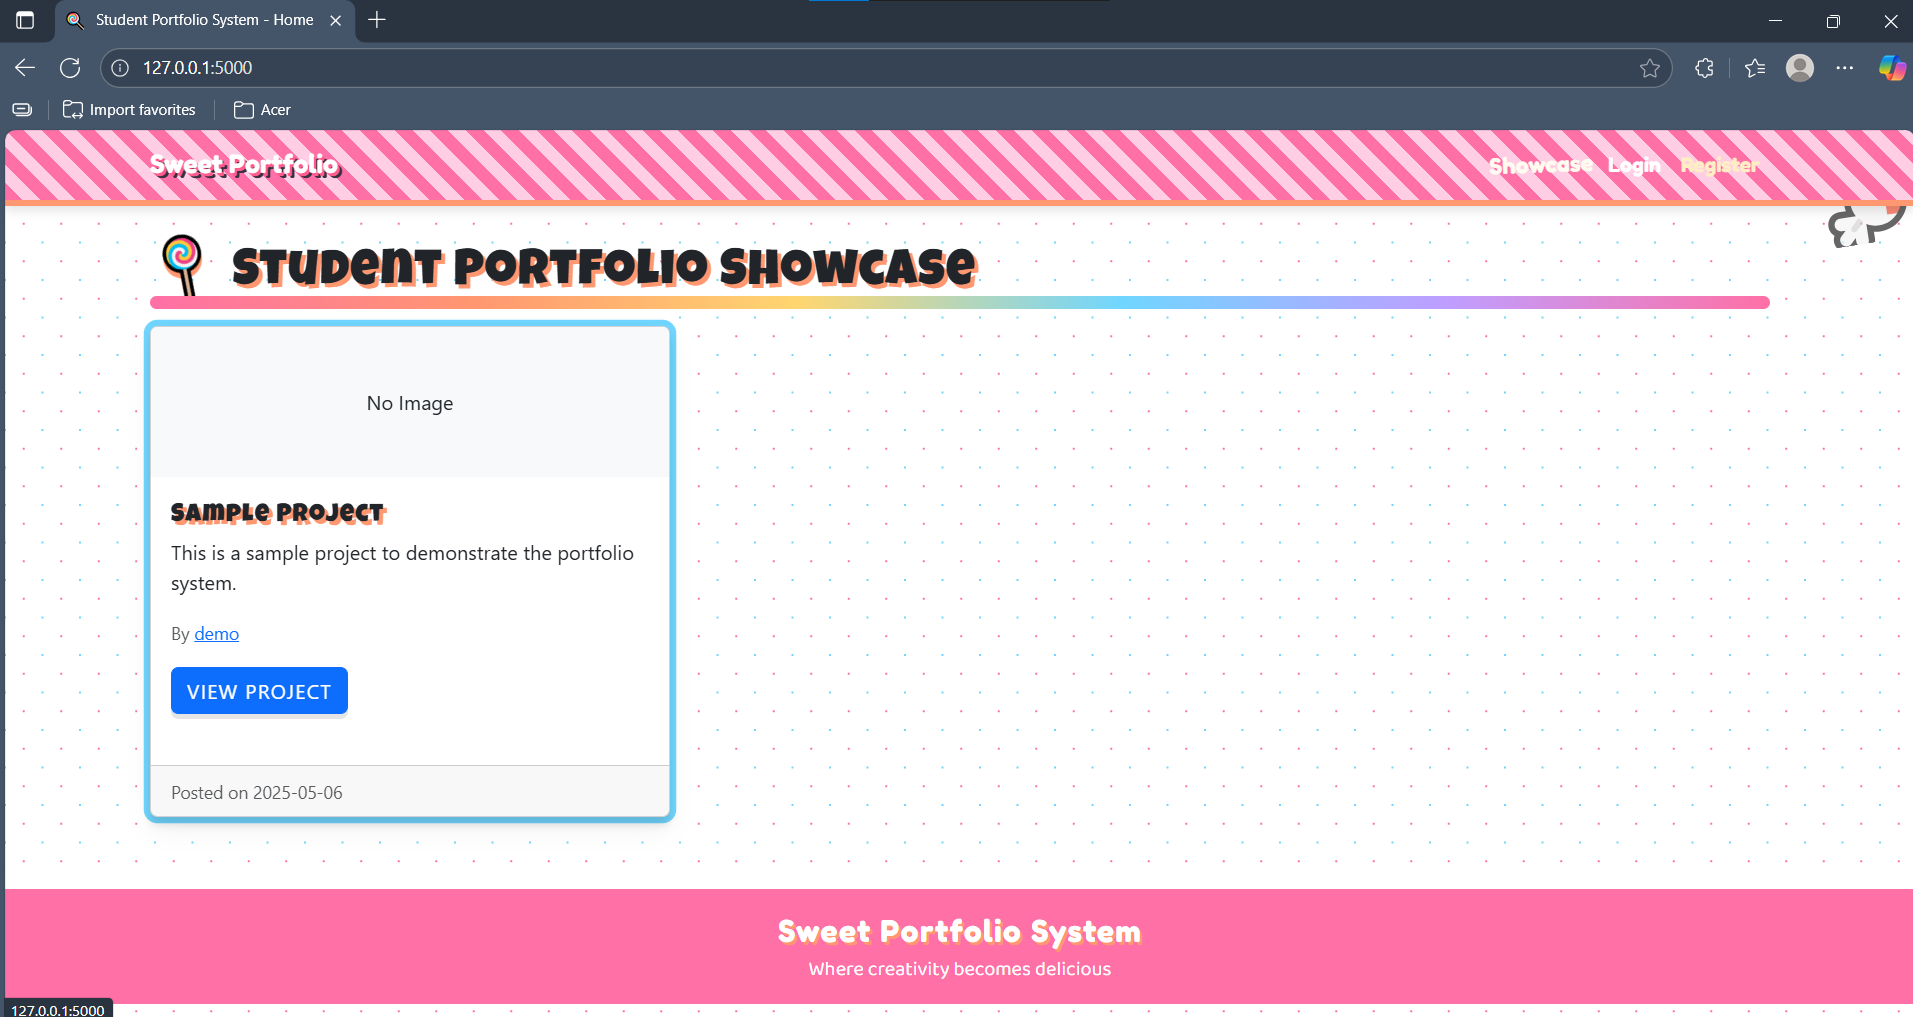 Student Portfolio System - Home
127.0.0.1:5000
Import favorites
Acer
Sweet Portfolio
Showcase
Login
Register
Student Portfolio Showcase
No Image
Sample Project
This is a sample project to demonstrate the portfolio
system.
By demo
VIEW PROJECT
Posted on 2025-05-06
Sweet Portfolio System
Where creativity becomes delicious
127.0.0.1:5000